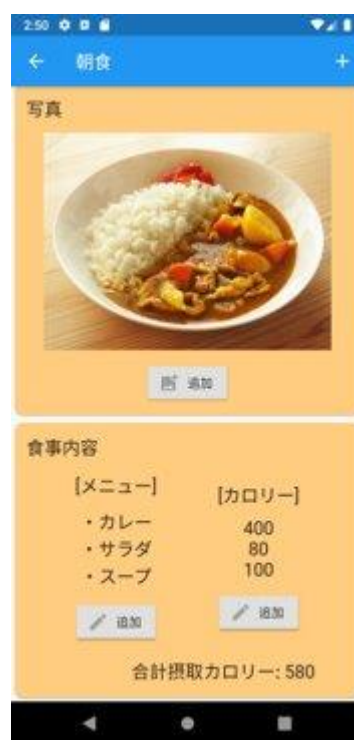 2:50
朝食
写真
追加
食事内容
[メニュー]
・カレー
・サラダ
・スープ
追加
[カロリー]
400
80
100
追加
合計摂取カロリー: 580